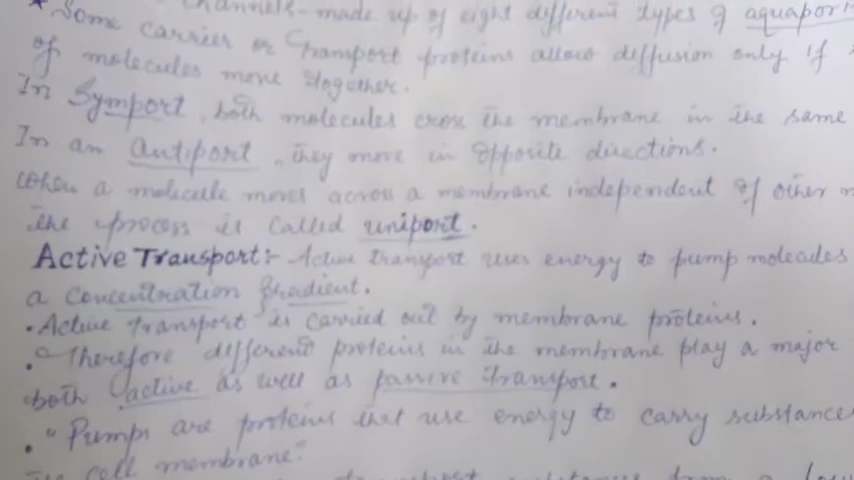 * Some channels - made up of eight different types of aquapori
carrier or transport proteins allow diffusion only if
of molecules move together.
In Symport, both molecules cross the membrane in the same
In an antiport, they move in opposite directions.
When a molecule moves across a membrane independent of other
the process is called uniport.
Active Transport:- Active transport uses energy to pump molecules
a concentration gradient.
• Active transport is carried out by membrane proteins.
• Therefore different proteins in the membrane play a major
both active as well as passive transport.
• "Pumps are proteins that use energy to carry substance
the cell membrane."
substances from a low